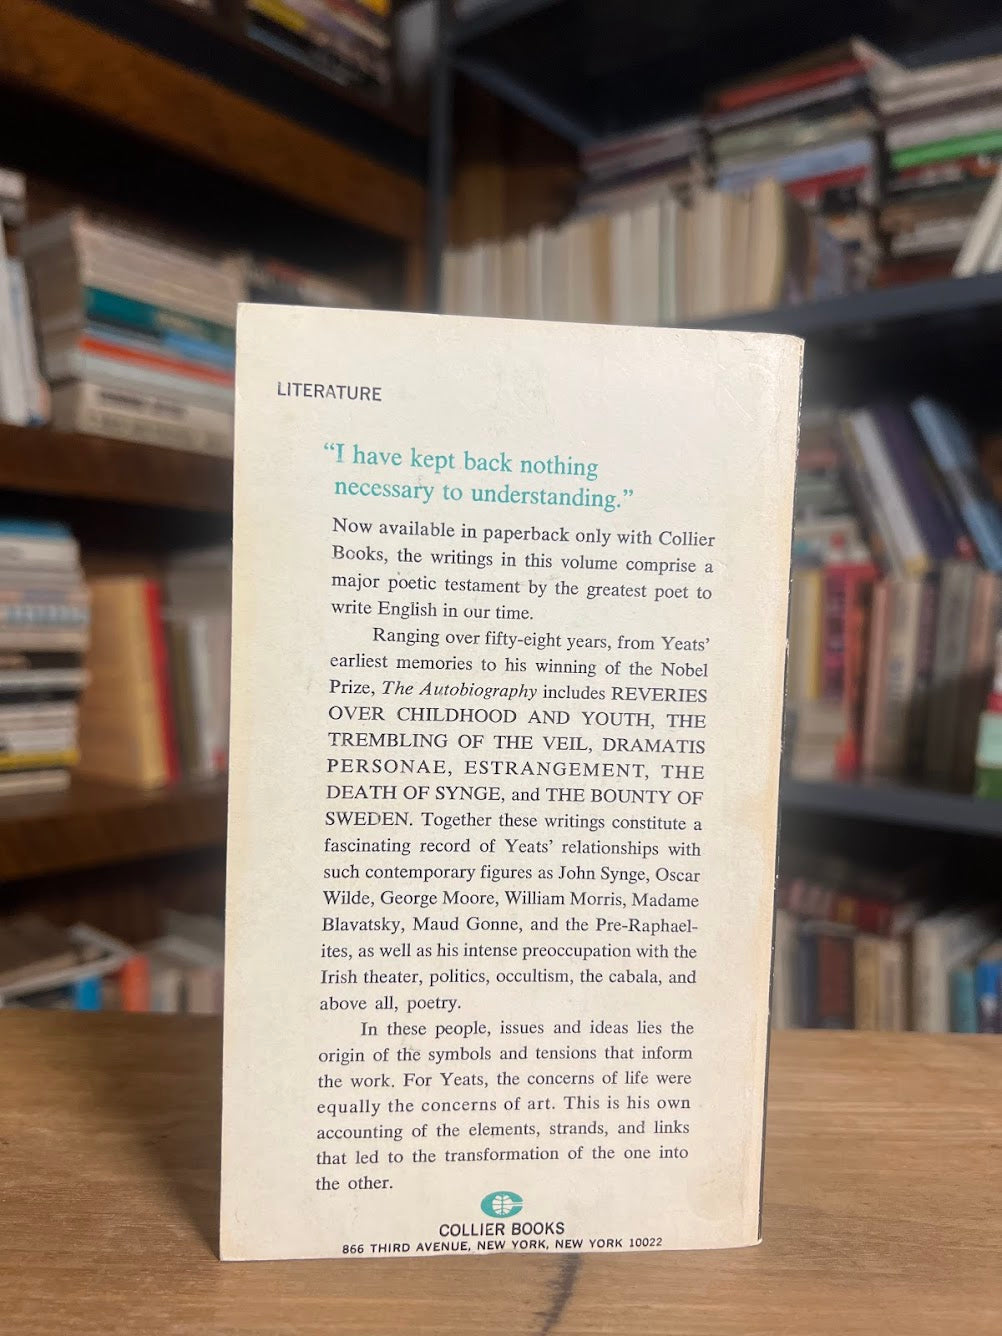 LITERATURE
“I have kept back nothing
necessary to understanding.”
Now available in paperback only with Collier
Books, the writings in this volume comprise a
major poetic testament by the greatest poet to
write English in our time.
Ranging over fifty-eight years, from Yeats’
earliest memories to his winning of the Nobel
Prize, The Autobiography includes REVERIES
OVER CHILDHOOD AND YOUTH, THE
TREMBLING OF THE VEIL, DRAMATIS
PERSONAE, ESTRANGEMENT, THE
DEATH OF SYNGE, and THE BOUNTY OF
SWEDEN. Together these writings constitute a
fascinating record of Yeats’ relationships with
such contemporary figures as John Synge, Oscar
Wilde, George Moore, William Morris, Madame
Blavatsky, Maud Gonne, and the Pre-Raphael-
ites, as well as his intense preoccupation with the
Irish theater, politics, occultism, the cabala, and
above all, poetry.
In these people, issues and ideas lies the
origin of the symbols and tensions that inform
the work. For Yeats, the concerns of life were
equally the concerns of art. This is his own
accounting of the elements, strands, and links
that led to the transformation of the one into
the other.
COLLIER BOOKS
866 THIRD AVENUE, NEW YORK, NEW YORK 10022